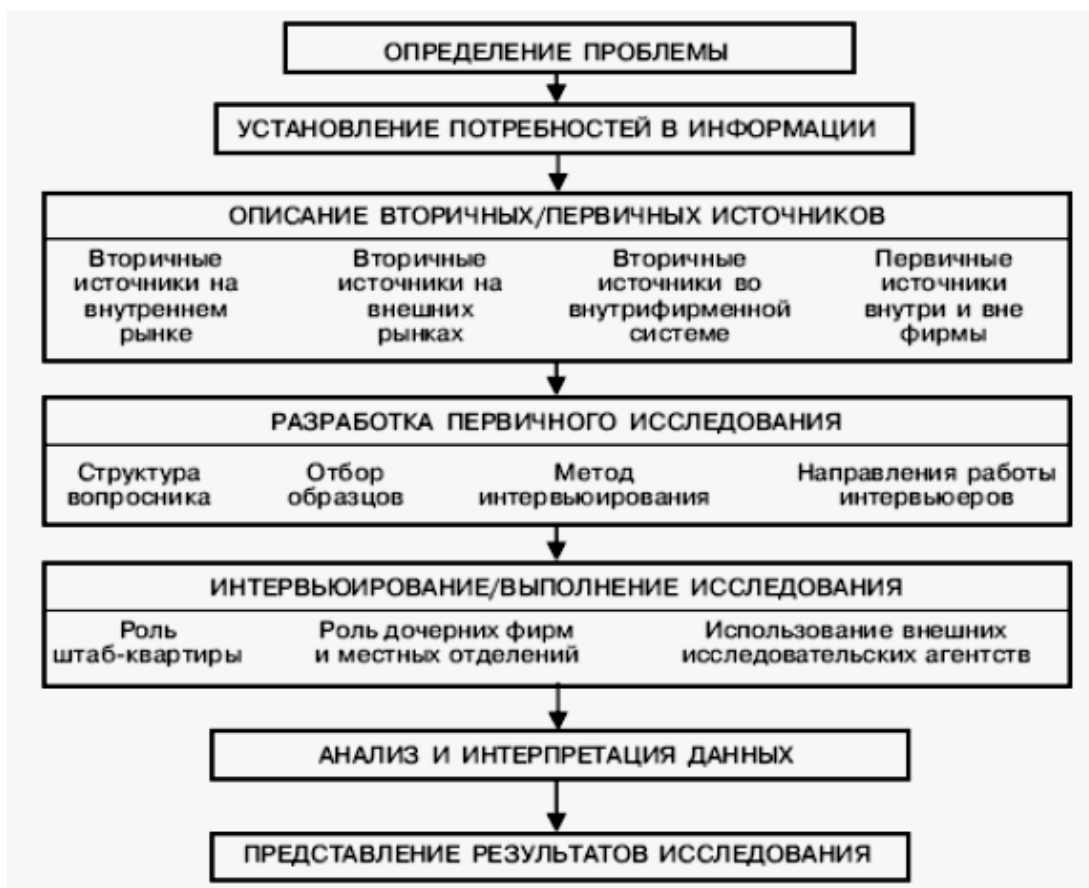 ОПРЕДЕЛЕНИЕ ПРОБЛЕМЫ
УСТАНОВЛЕНИЕ ПОТРЕБНОСТЕЙ В ИНФОРМАЦИИ
ОПИСАНИЕ ВТОРИЧНЫХ/ПЕРВИЧНЫХ ИСТОЧНИКОВ
Вторичные
источники на
внутреннем
рынке
Вторичные
источники на
внешних
рынках
Вторичные
источники во
внутрифирменной
системе
Первичные
источники
внутри и вне
фирмы
РАЗРАБОТКА ПЕРВИЧНОГО ИССЛЕДОВАНИЯ
Структура
вопросника
Отбор
образцов
Метод
интервьюирования
Направления работы
интервьюеров
ИНТЕРВЬЮИРОВАНИЕ/ВЫПОЛНЕНИЕ ИССЛЕДОВАНИЯ
Роль
штаб-квартиры
Роль дочерних фирм
и местных отделений
Использование внешних
исследовательских агентств
АНАЛИЗ И ИНТЕРПРЕТАЦИЯ ДАННЫХ
ПРЕДСТАВЛЕНИЕ РЕЗУЛЬТАТОВ ИССЛЕДОВАНИЯ